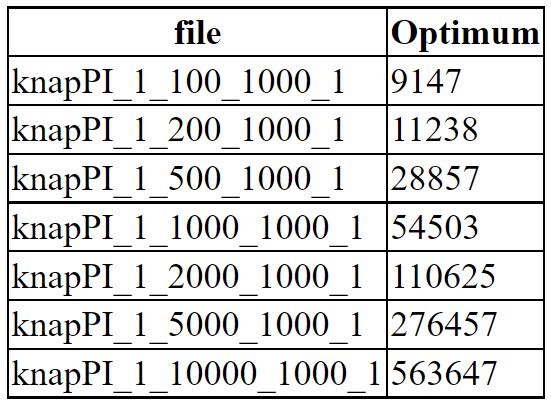 file Optimum
knapPI_1_100_1000_1 9147
knapPI_1_200_1000_1 11238
knapPI_1_500_1000_1 28857
knapPI_1_1000_1000_1 54503
knapPI_1_2000_1000_1 110625
knapPI_1_5000_1000_1 276457
knapPI_1_10000_1000_1 563647